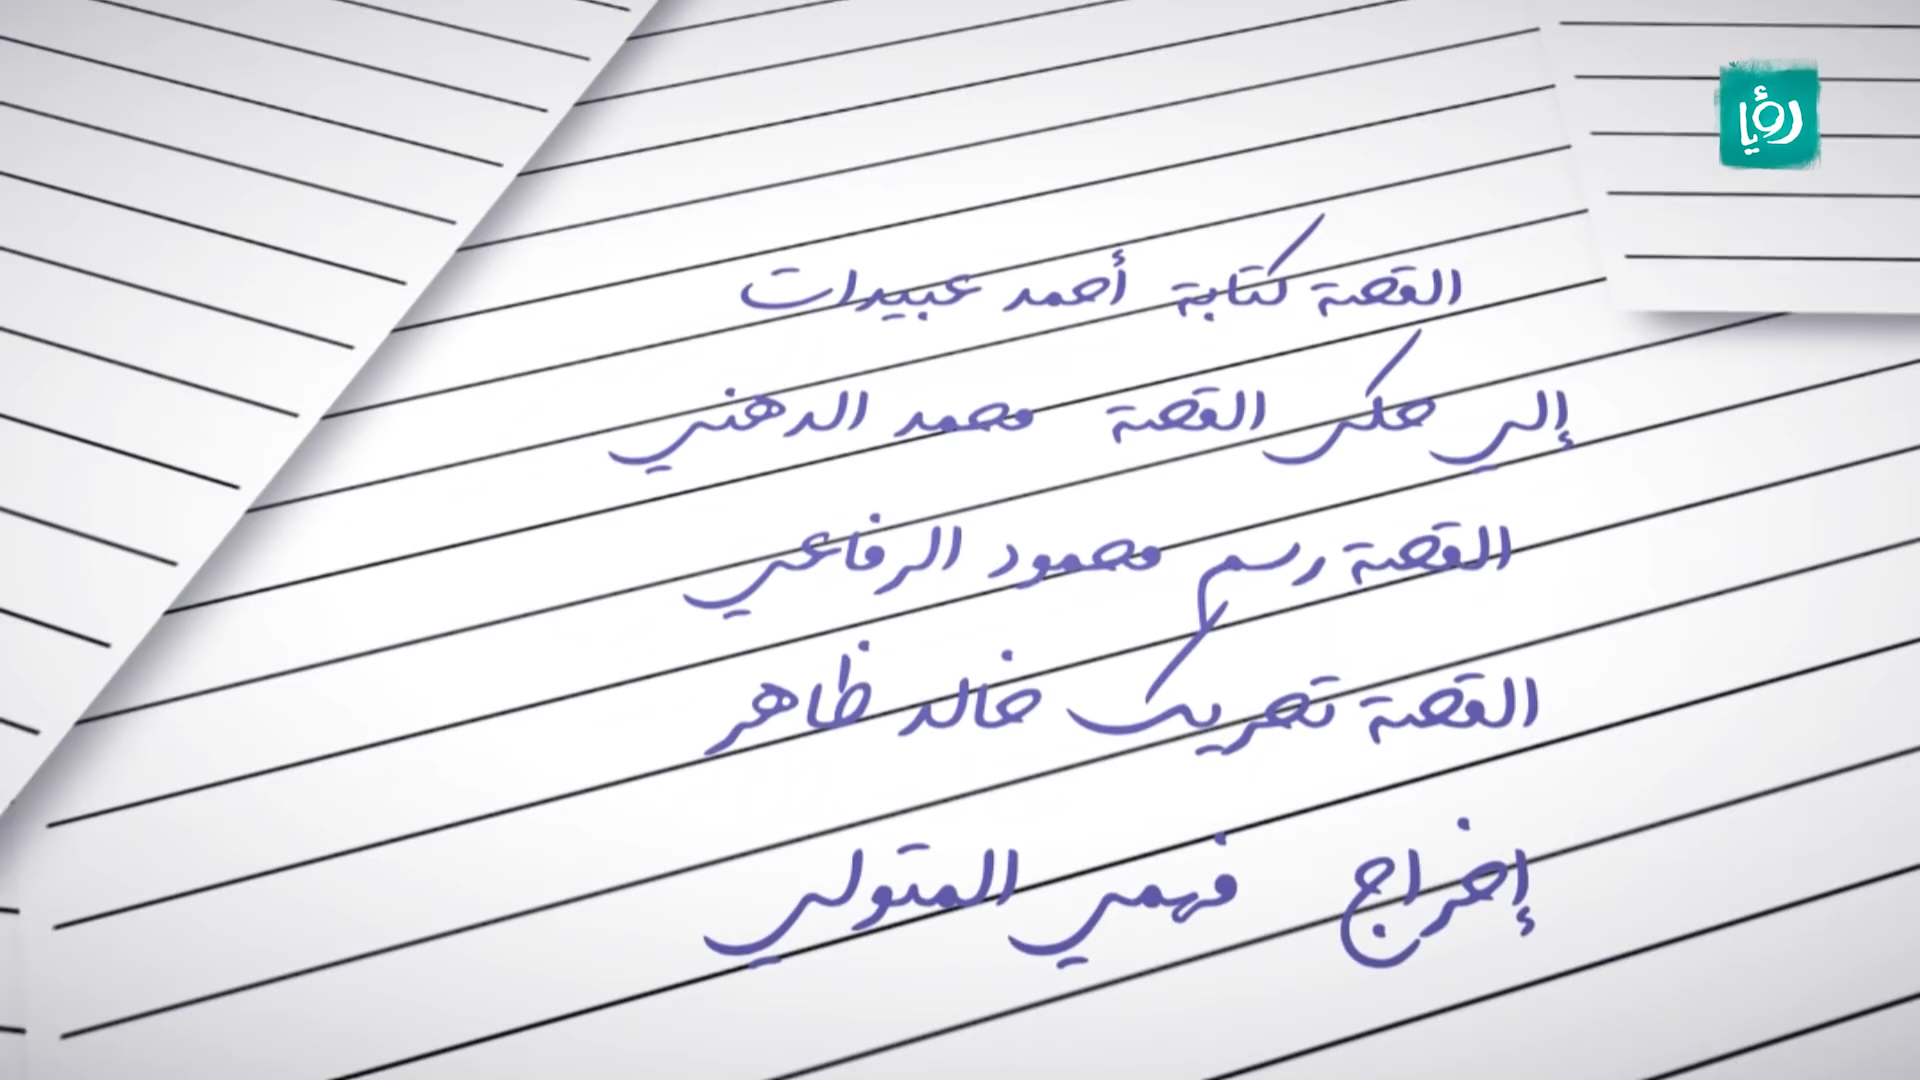 رؤيا
القصة كتابة أحمد عبيدات
إلي حكى القصة محمد الدهني
القصة رسم محمود الرفاعي
القصة تحريك خالد ظاهر
إخراج فهمي المتولي